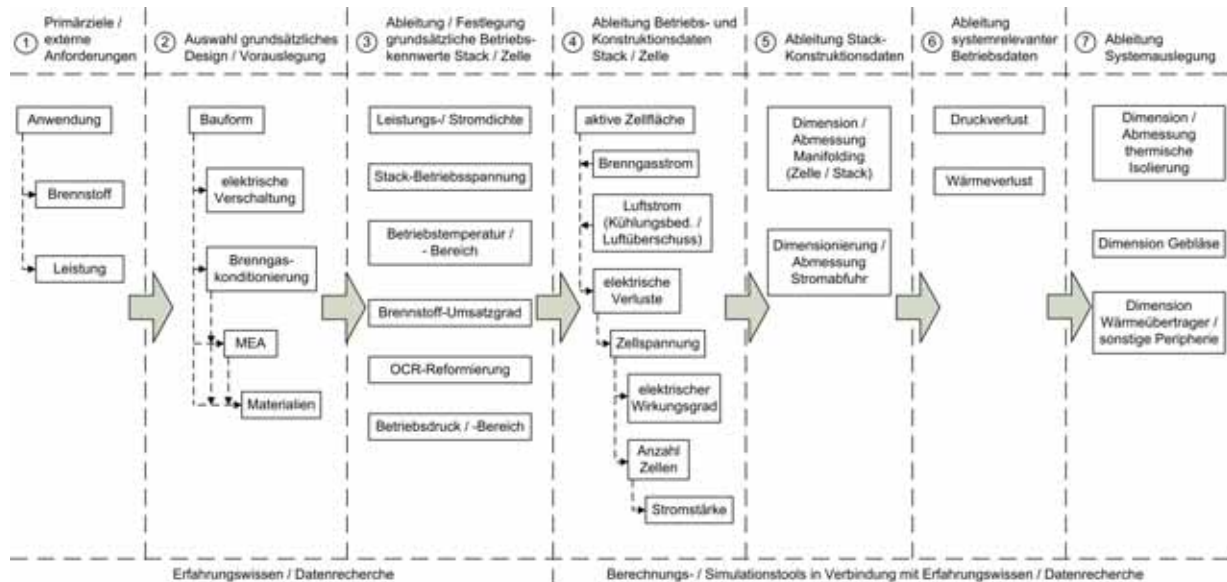 1
Primärziele /
externe
Anforderungen
Anwendung
Brennstoff
Leistung
2
Auswahl grundsätzliches
Design / Vorauslegung
Bauform
elektrische
Verschaltung
Brenngas-
konditionierung
MEA
Materialien
3
Ableitung / Festlegung
grundsätzliche Betriebs-
kennwerte Stack / Zelle
Leistungs-/ Stromdichte
Stack-Betriebsspannung
Betriebstemperatur /
- Bereich
Brennstoff-Umsatzgrad
OCR-Reformierung
Betriebsdruck / -Bereich
4
Ableitung Betriebs- und
Konstruktionsdaten
Stack / Zelle
aktive Zellfläche
Brenngasstrom
Luftstrom
(Kühlungsbed. /
Luftüberschuss)
elektrische
Verluste
Zellspannung
elektrischer
Wirkungsgrad
Anzahl
Zellen
Stromstärke
5
Ableitung Stack-
Konstruktionsdaten
Dimension /
Abmessung
Manifolding
(Zelle / Stack)
Dimensionierung /
Abmessung
Stromabfuhr
6
Ableitung
systemrelevanter
Betriebsdaten
Druckverlust
Wärmeverlust
7
Ableitung
Systemauslegung
Dimension /
Abmessung
thermische
Isolierung
Dimension Gebläse
Dimension
Wärmeübertrager /
sonstige Peripherie
Erfahrungswissen / Datenrecherche
Berechnungs- / Simulationstools in Verbindung mit Erfahrungswissen / Datenrecherche